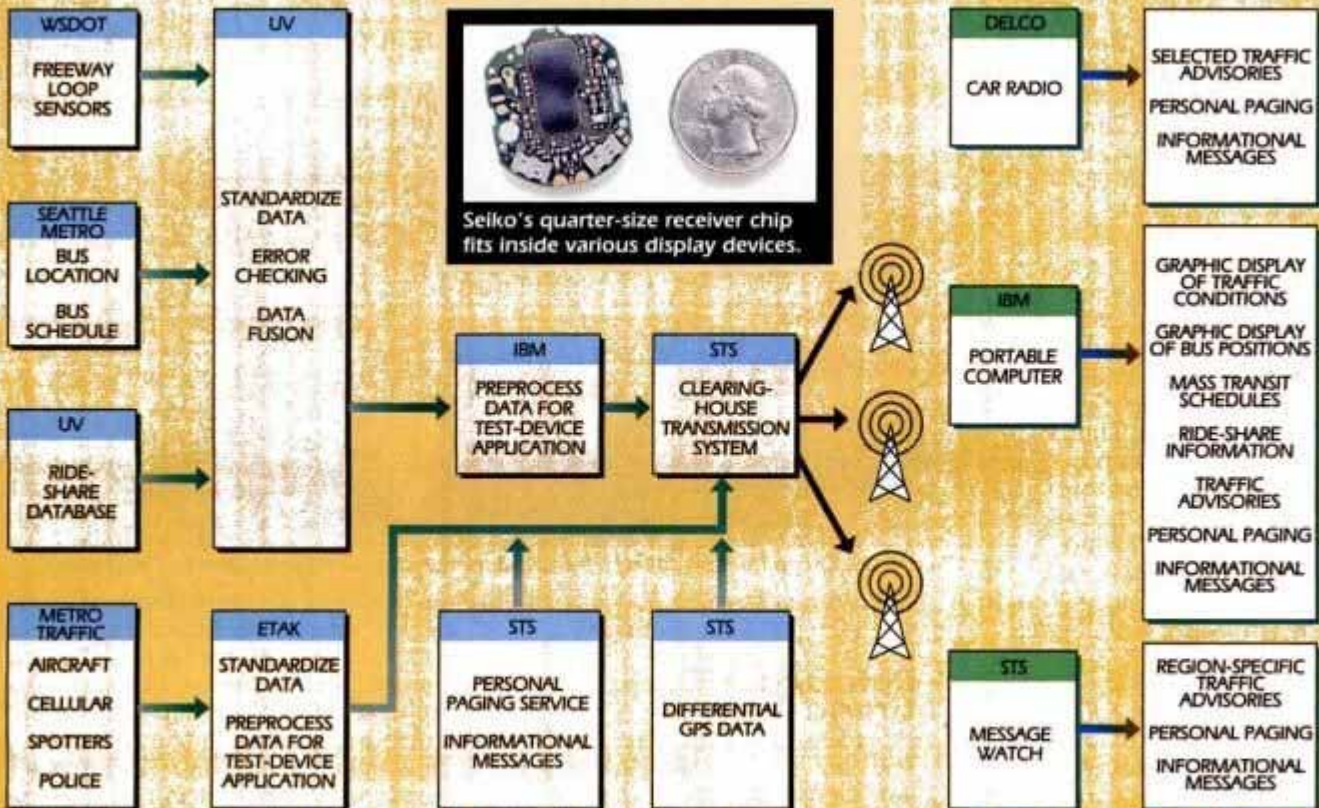 WSDOT
FREEWAY
LOOP
SENSORS
SEATTLE
METRO
BUS
LOCATION
BUS
SCHEDULE
UV
RIDE-
SHARE
DATABASE
METRO
TRAFFIC
AIRCRAFT
CELLULAR
SPOTTERS
POLICE
UV
STANDARDIZE
DATA
ERROR
CHECKING
DATA
FUSION
ETAK
STANDARDIZE
DATA
PREPROCESS
DATA FOR
TEST-DEVICE
APPLICATION
Seiko's quarter-size receiver chip
fits inside various display devices.
IBM
PREPROCESS
DATA FOR
TEST-DEVICE
APPLICATION
STS
CLEARING-
HOUSE
TRANSMISSION
SYSTEM
STS
PERSONAL
PAGING SERVICE
INFORMATIONAL
MESSAGES
STS
DIFFERENTIAL
GPS DATA
DELCO
CAR RADIO
SELECTED TRAFFIC
ADVISORIES
PERSONAL PAGING
INFORMATIONAL
MESSAGES
IBM
PORTABLE
COMPUTER
GRAPHIC DISPLAY
OF TRAFFIC
CONDITIONS
GRAPHIC DISPLAY
OF BUS POSITIONS
MASS TRANSIT
SCHEDULES
RIDE-SHARE
INFORMATION
TRAFFIC
ADVISORIES
PERSONAL PAGING
INFORMATIONAL
MESSAGES
STS
MESSAGE
WATCH
REGION-SPECIFIC
TRAFFIC
ADVISORIES
PERSONAL PAGING
INFORMATIONAL
MESSAGES